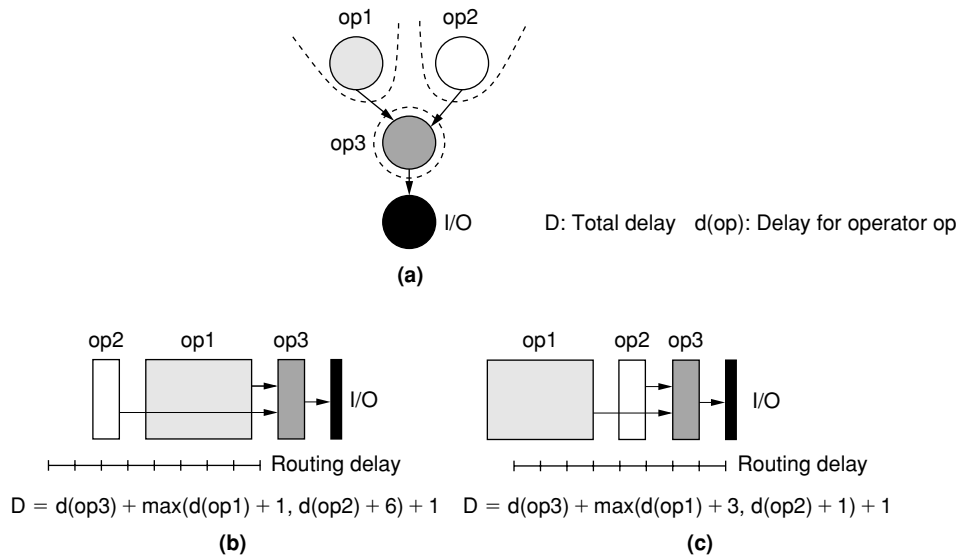 op1
op2
op3
I/O
D: Total delay d(op): Delay for operator op
(a)
op2 op1 op3
I/O
Routing delay
D = d(op3) + max(d(op1) + 1, d(op2) + 6) + 1
(b)
op1 op2 op3
I/O
Routing delay
D = d(op3) + max(d(op1) + 3, d(op2) + 1) + 1
(c)